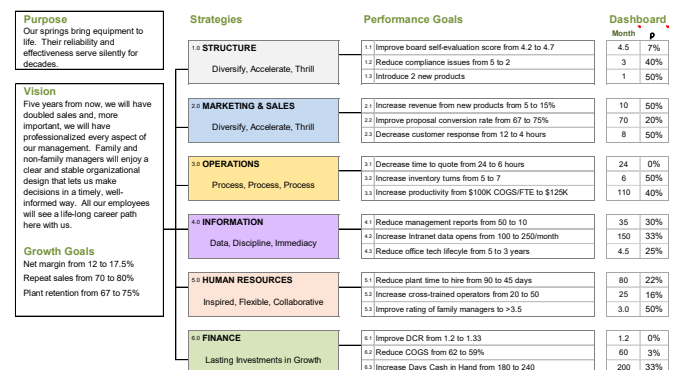 Purpose
Our springs bring equipment to
life. Their reliability and
effectiveness serve silently for
decades.
Vision
Five years from now, we will have
doubled sales and, more
important, we will have
professionalized every aspect of
our management. Family and
non-family managers will enjoy a
clear and stable organizational
design that lets us make
decisions in a timely, well-
informed way. All our employees
will see a life-long career path
here with us.
Growth Goals
Net margin from 12 to 17.5%
Repeat sales from 70 to 80%
Plant retention from 67 to 75%
Strategies
1.0 STRUCTURE
Diversify, Accelerate, Thrill
2.0 MARKETING & SALES
Diversify, Accelerate, Thrill
3.0 OPERATIONS
Process, Process, Process
4.0 INFORMATION
Data, Discipline, Immediacy
5.0 HUMAN RESOURCES
Inspired, Flexible, Collaborative
6.0 FINANCE
Lasting Investments in Growth
Performance Goals Dashboard
Month ρ
1.1 Improve board self-evaluation score from 4.2 to 4.7 4.5 7%
1.2 Reduce compliance issues from 5 to 2 3 40%
1.3 Introduce 2 new products 1 50%
2.1 Increase revenue from new products from 5 to 15% 10 50%
2.2 Improve proposal conversion rate from 67 to 75% 70 20%
2.3 Decrease customer response from 12 to 4 hours 8 50%
3.1 Decrease time to quote from 24 to 6 hours 24 0%
3.2 Increase inventory turns from 5 to 7 6 50%
3.3 Increase productivity from $100K COGS/FTE to $125K 110 40%
4.1 Reduce management reports from 50 to 10 35 30%
4.2 Increase Intranet data opens from 100 to 250/month 150 33%
4.3 Reduce office tech lifecyle from 5 to 3 years 4.5 25%
5.1 Reduce plant time to hire from 90 to 45 days 80 22%
5.2 Increase cross-trained operators from 20 to 50 25 16%
5.3 Improve rating of family managers to >3.5 3.0 50%
6.1 Improve DCR from 1.2 to 1.33 1.2 0%
6.2 Reduce COGS from 62 to 59% 60 3%
6.3 Increase Days Cash in Hand from 180 to 240 200 33%